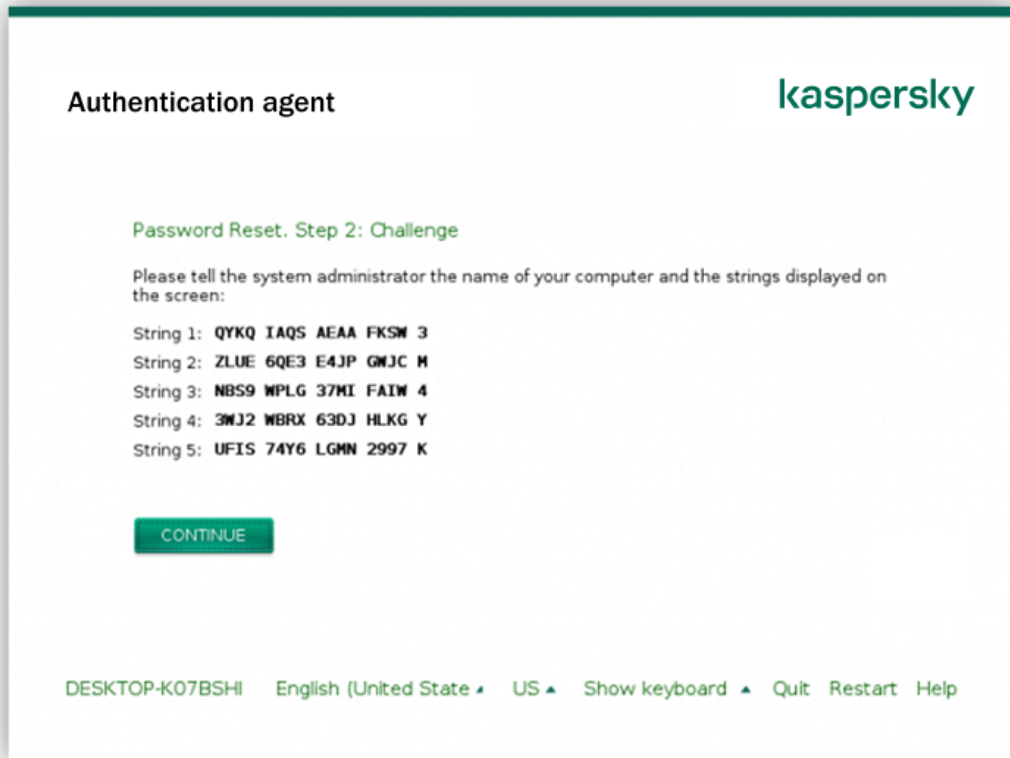 Authentication agent
kaspersky
Password Reset. Step 2: Challenge
Please tell the system administrator the name of your computer and the strings displayed on
the screen:
String 1: QYKQ IAQS AEAA FKSW 3
String 2: ZLUE 6QE3 E4JP GWJC M
String 3: NBS9 WPLG 37MI FAIW 4
String 4: 3WJ2 WBRX 63DJ HLKG Y
String 5: UFIS 74Y6 LGMN 2997 K
CONTINUE
DESKTOP-K07BSHI English (United State US Show keyboard Quit Restart Help